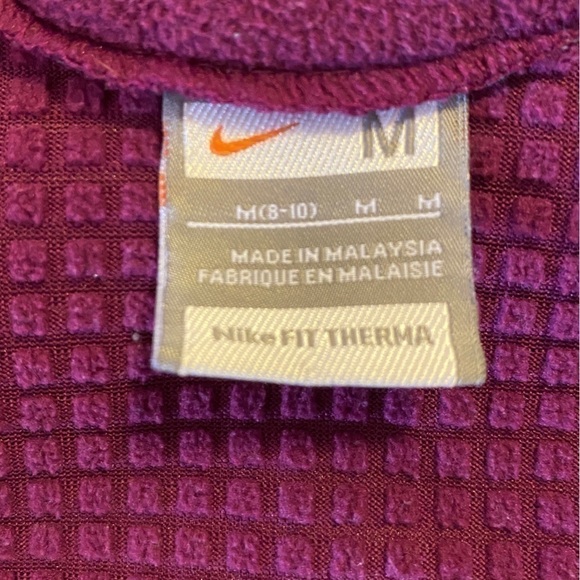 M
M(8-10) M M
MADE IN MALAYSIA
FABRIQUE EN MALAISIE
Nike FIT THERMA